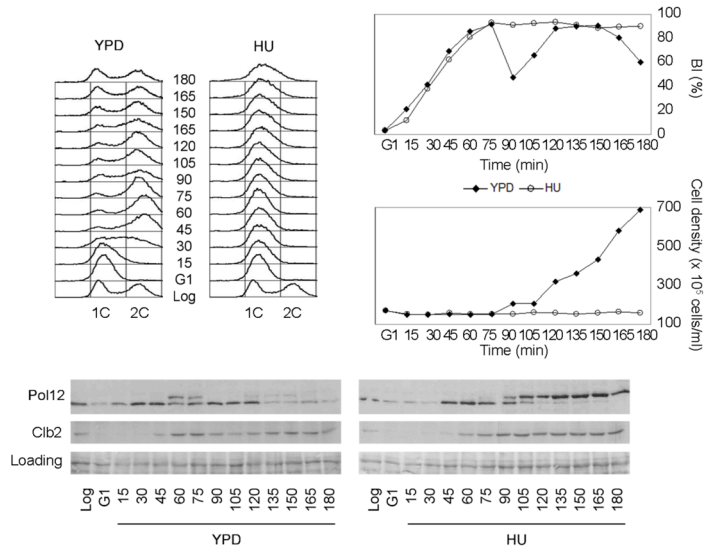 YPD HU
180
165
150
165
120
105
90
75
60
45
30
15
G1
Log
1C 2C 1C 2C
100
80
60
40
20
0
BI (%)
G1 15 30 45 60 75 90 105 120 135 150 165 180
Time (min)
YPD HU
700
500
300
100
Cell density (x 10⁵ cells/ml)
G1 15 30 45 60 75 90 105 120 135 150 165 180
Time (min)
Pol12
Clb2
Loading
Log G1 15 30 45 60 75 90 105 120 135 150 165 180 Log G1 15 30 45 60 75 90 105 120 135 150 165 180
YPD HU